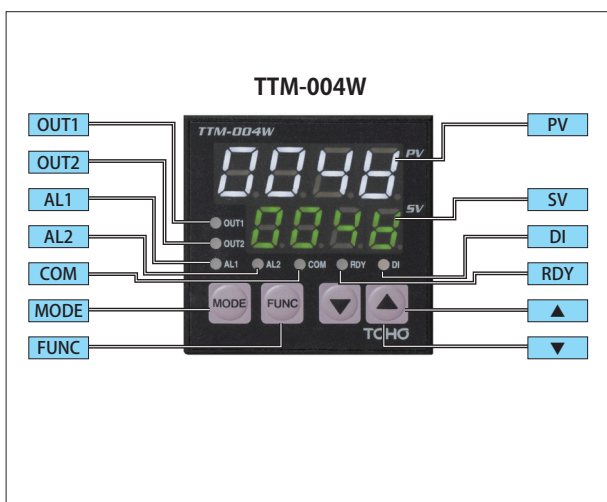 TTM-004W
OUT1
OUT2
AL1
AL2
COM
MODE
FUNC
TTM-004W
PV
SV
OUT1
OUT2
AL1 AL2 COM RDY DI
MODE FUNC ▼ ▲
TOHO
PV
SV
DI
RDY
▲
▼